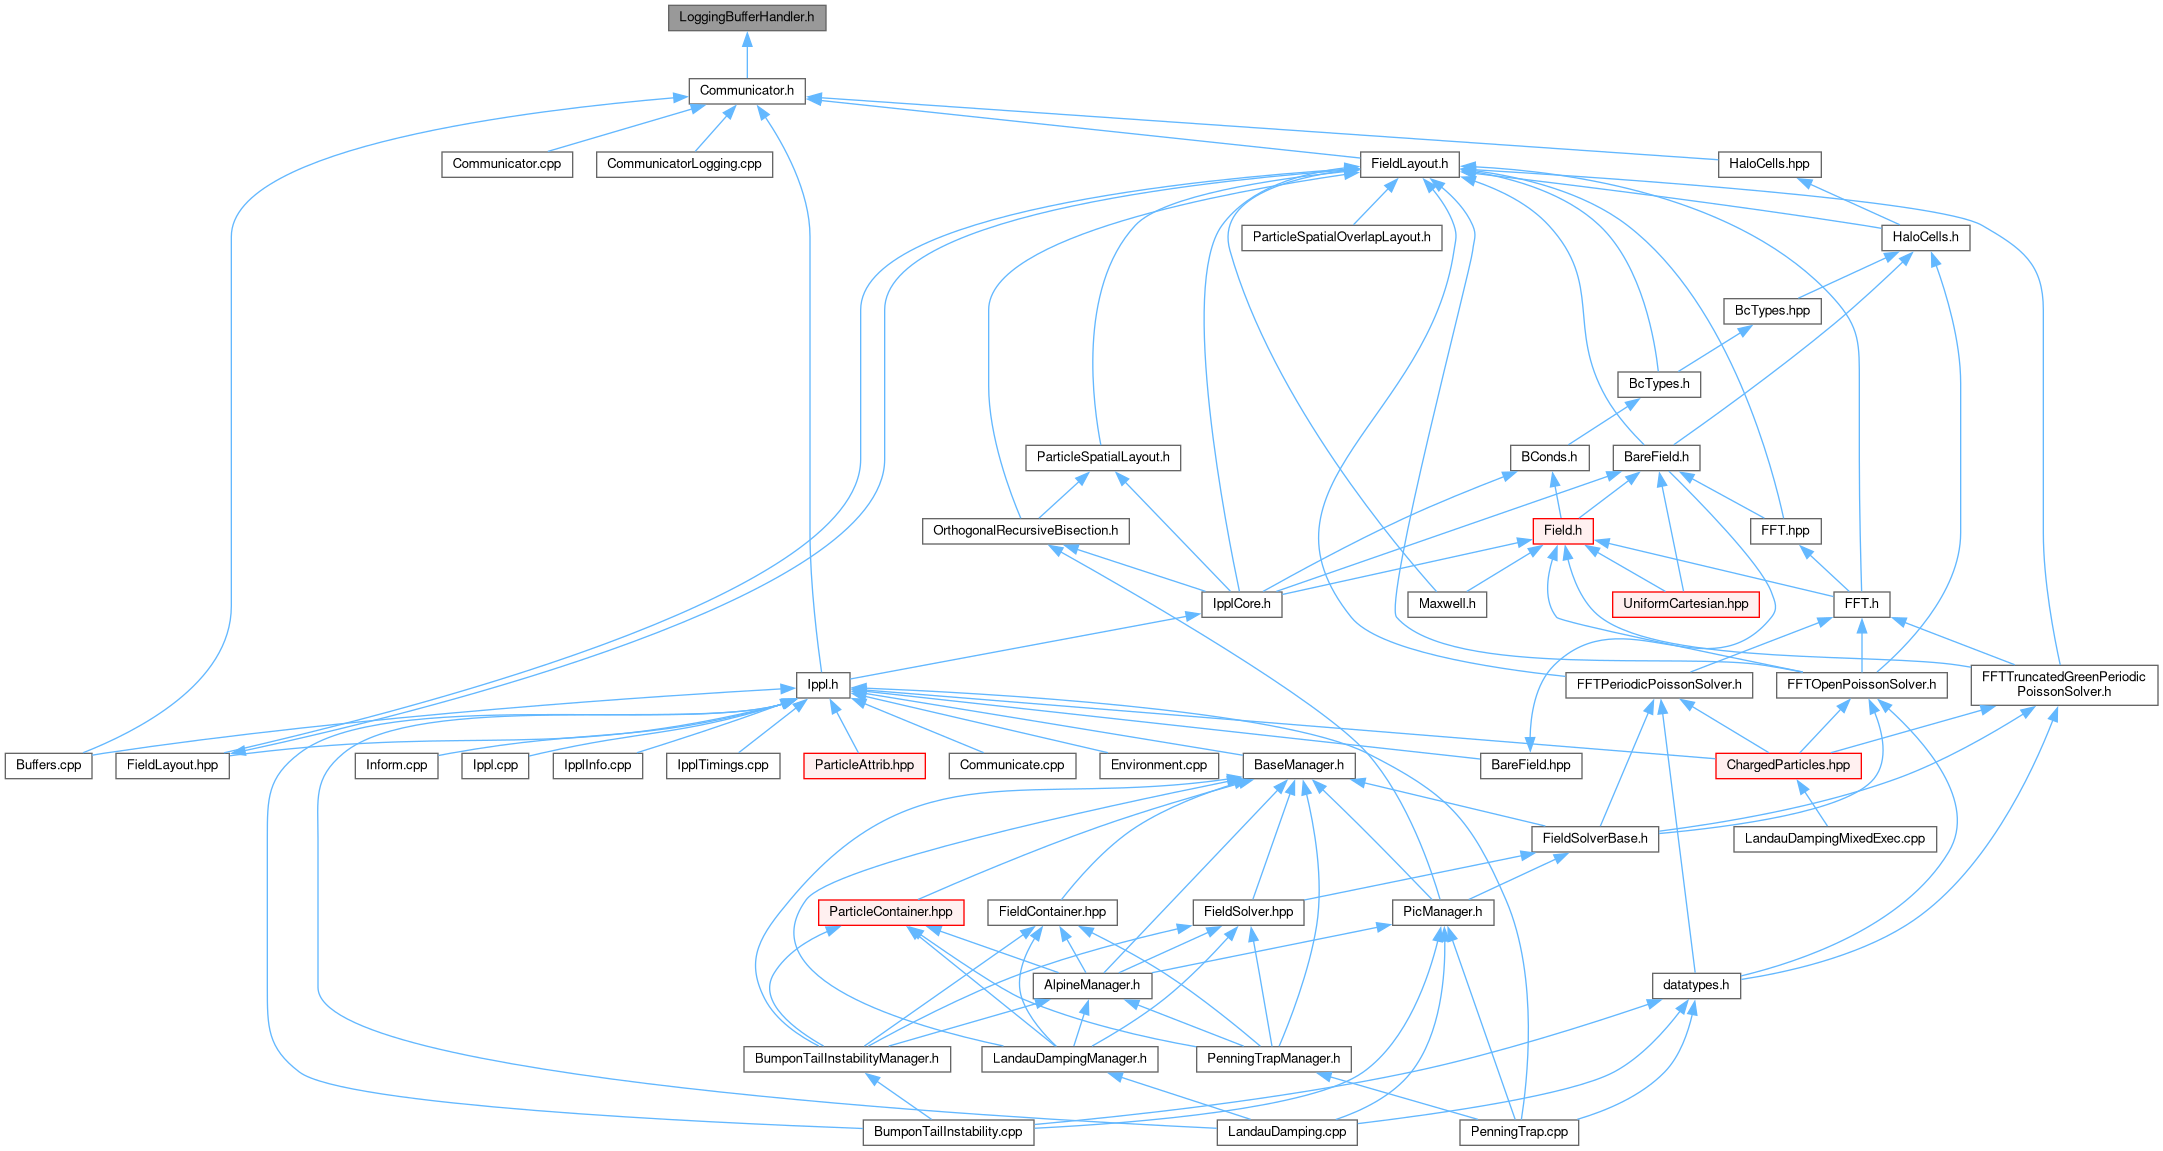 LoggingBufferHandler.h
Communicator.h
Communicator.cpp
CommunicatorLogging.cpp
FieldLayout.h
HaloCells.hpp
ParticleSpatialOverlapLayout.h
HaloCells.h
BcTypes.hpp
BcTypes.h
ParticleSpatialLayout.h
BConds.h
BareField.h
OrthogonalRecursiveBisection.h
Field.h
FFT.hpp
IpplCore.h
Maxwell.h
UniformCartesian.hpp
FFT.h
Ippl.h
FFTPeriodicPoissonSolver.h
FFTOpenPoissonSolver.h
FFTTruncatedGreenPeriodic
PoissonSolver.h
Buffers.cpp
FieldLayout.hpp
Inform.cpp
Ippl.cpp
IpplInfo.cpp
IpplTimings.cpp
ParticleAttrib.hpp
Communicate.cpp
Environment.cpp
BaseManager.h
BareField.hpp
ChargedParticles.hpp
FieldSolverBase.h
LandauDampingMixedExec.cpp
ParticleContainer.hpp
FieldContainer.hpp
FieldSolver.hpp
PicManager.h
AlpineManager.h
datatypes.h
BumponTailInstabilityManager.h
LandauDampingManager.h
PenningTrapManager.h
BumponTailInstability.cpp
LandauDamping.cpp
PenningTrap.cpp